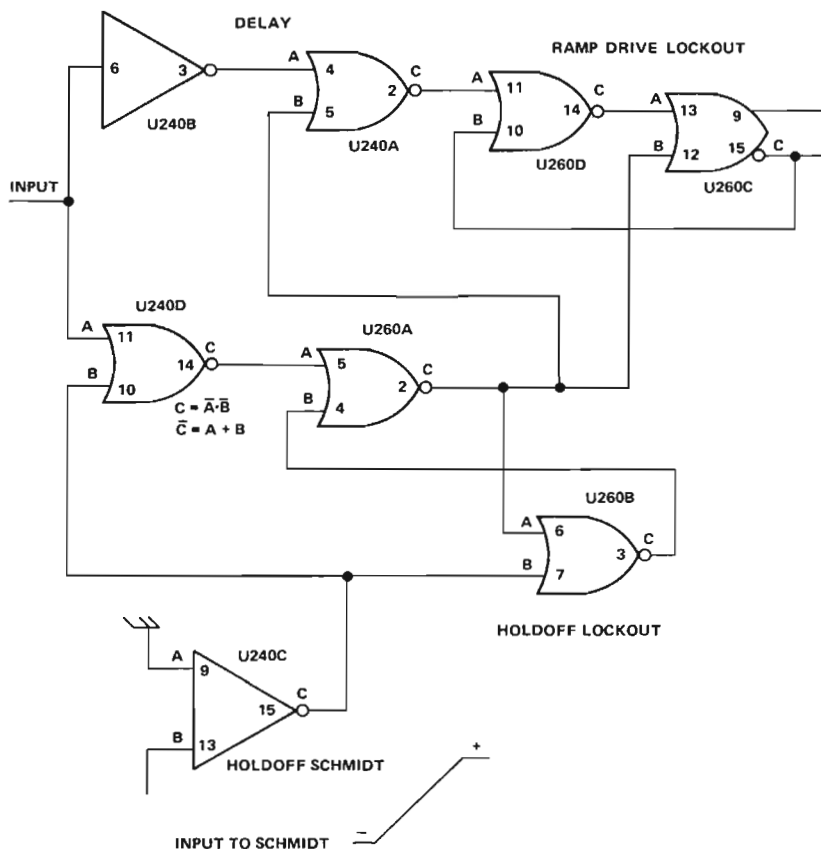 DELAY
RAMP DRIVE LOCKOUT
6
3
U240B
A
4
B
5
2
C
U240A
A
11
B
10
14
C
U260D
A
13
B
12
9
15
C
U260C
INPUT
U240D
A
11
B
10
14
C
C = A̅·B̅
C̅ = A + B
U260A
A
5
B
4
2
C
U260B
A
6
B
7
3
C
HOLDOFF LOCKOUT
U240C
A
9
B
13
15
C
HOLDOFF SCHMIDT
+
INPUT TO SCHMIDT −